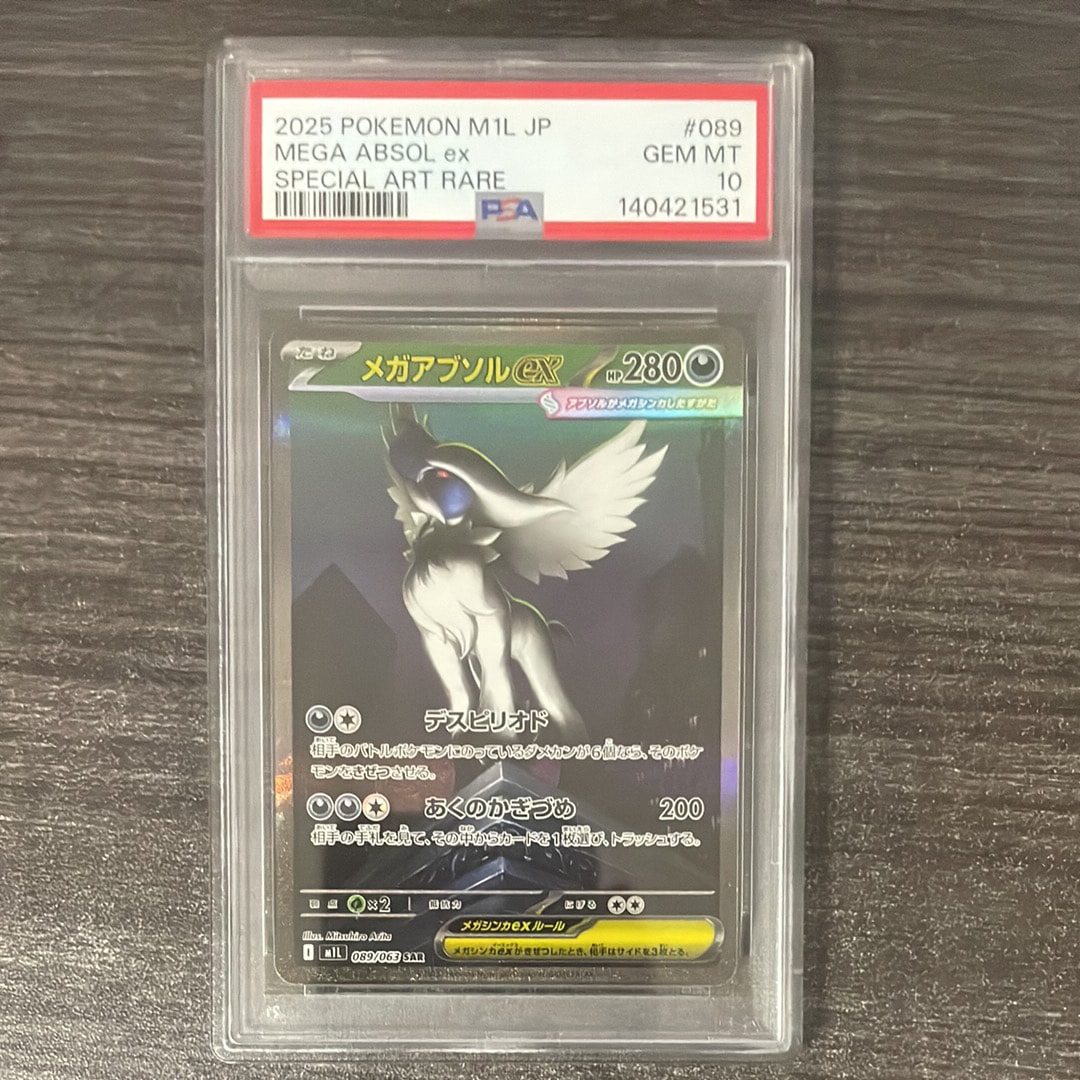 2025 POKEMON M1L JP #089
MEGA ABSOL ex GEM MT
SPECIAL ART RARE 10
PSA 140421531
たね メガアブソルex HP280
アブソルがメガシンカしたすがた
デスピリオド
相手のバトルポケモンにのっているダメカンが6個なら、そのポケ
モンをきぜつさせる。
あくのかぎづめ 200
相手の手札を見て、その中からカードを1枚選び、トラッシュする。
弱点 ×2 抵抗力 にげる
メガシンカexルール
メガシンカexがきぜつしたとき、相手はサイドを3枚とる。
Illus. Mitsuhiro Arita
I M1L 089/063 SAR